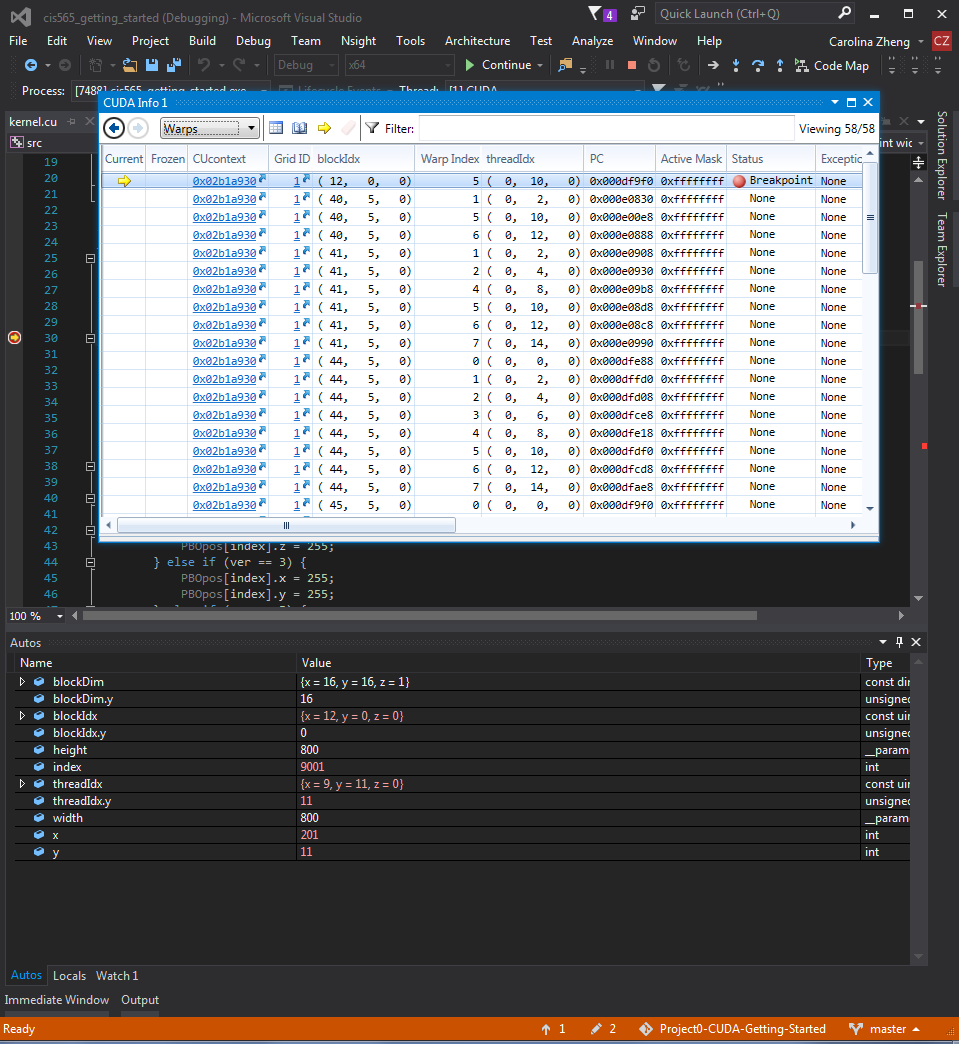 cis565_getting_started (Debugging) - Microsoft Visual Studio
4
Quick Launch (Ctrl+Q)
File Edit View Project Build Debug Team Nsight Tools Architecture Test Analyze Window Help Carolina Zheng CZ
Debug x64 Continue Code Map
Process: [7488] cis565_getting_started.exe Lifecycle Events Thread: [1] CUDA
CUDA Info 1
kernel.cu
Warps Filter: Viewing 58/58
src
Current Frozen CUcontext Grid ID blockIdx Warp Index threadIdx PC Active Mask Status Exceptio
0x02b1a930 1 ( 12, 0, 0) 5 ( 0, 10, 0) 0x000df9f0 0xffffffff Breakpoint None
0x02b1a930 1 ( 40, 5, 0) 1 ( 0, 2, 0) 0x000e0830 0xffffffff None None
0x02b1a930 1 ( 40, 5, 0) 5 ( 0, 10, 0) 0x000e00e8 0xffffffff None None
0x02b1a930 1 ( 40, 5, 0) 6 ( 0, 12, 0) 0x000e0888 0xffffffff None None
0x02b1a930 1 ( 41, 5, 0) 1 ( 0, 2, 0) 0x000e0908 0xffffffff None None
0x02b1a930 1 ( 41, 5, 0) 2 ( 0, 4, 0) 0x000e0930 0xffffffff None None
0x02b1a930 1 ( 41, 5, 0) 4 ( 0, 8, 0) 0x000e09b8 0xffffffff None None
0x02b1a930 1 ( 41, 5, 0) 5 ( 0, 10, 0) 0x000e08d8 0xffffffff None None
0x02b1a930 1 ( 41, 5, 0) 6 ( 0, 12, 0) 0x000e08c8 0xffffffff None None
0x02b1a930 1 ( 41, 5, 0) 7 ( 0, 14, 0) 0x000e0990 0xffffffff None None
0x02b1a930 1 ( 44, 5, 0) 0 ( 0, 0, 0) 0x000dfe88 0xffffffff None None
0x02b1a930 1 ( 44, 5, 0) 1 ( 0, 2, 0) 0x000dffd0 0xffffffff None None
0x02b1a930 1 ( 44, 5, 0) 2 ( 0, 4, 0) 0x000dfd08 0xffffffff None None
0x02b1a930 1 ( 44, 5, 0) 3 ( 0, 6, 0) 0x000dfce8 0xffffffff None None
0x02b1a930 1 ( 44, 5, 0) 4 ( 0, 8, 0) 0x000dfe18 0xffffffff None None
0x02b1a930 1 ( 44, 5, 0) 5 ( 0, 10, 0) 0x000dfdf0 0xffffffff None None
0x02b1a930 1 ( 44, 5, 0) 6 ( 0, 12, 0) 0x000dfcd8 0xffffffff None None
0x02b1a930 1 ( 44, 5, 0) 7 ( 0, 14, 0) 0x000dfae8 0xffffffff None None
0x02b1a930 1 ( 45, 5, 0) 0 ( 0, 0, 0) 0x000df9f0 0xffffffff None None
int wid
Solution Explorer
Team Explorer
19
20
21
22
23
24
25
26
27
28
29
30
31
32
33
34
35
36
37
38
39
40
41
42
43 PBOpos[index].z = 255;
44 } else if (ver == 3) {
45 PBOpos[index].x = 255;
46 PBOpos[index].y = 255;
100 %
Autos
Name Value Type
blockDim {x = 16, y = 16, z = 1} const din
blockDim.y 16 unsigned
blockIdx {x = 12, y = 0, z = 0} const uin
blockIdx.y 0 unsigned
height 800 __param
index 9001 int
threadIdx {x = 9, y = 11, z = 0} const uin
threadIdx.y 11 unsigned
width 800 __param
x 201 int
y 11 int
Autos Locals Watch 1
Immediate Window Output
Ready 1 2 Project0-CUDA-Getting-Started master